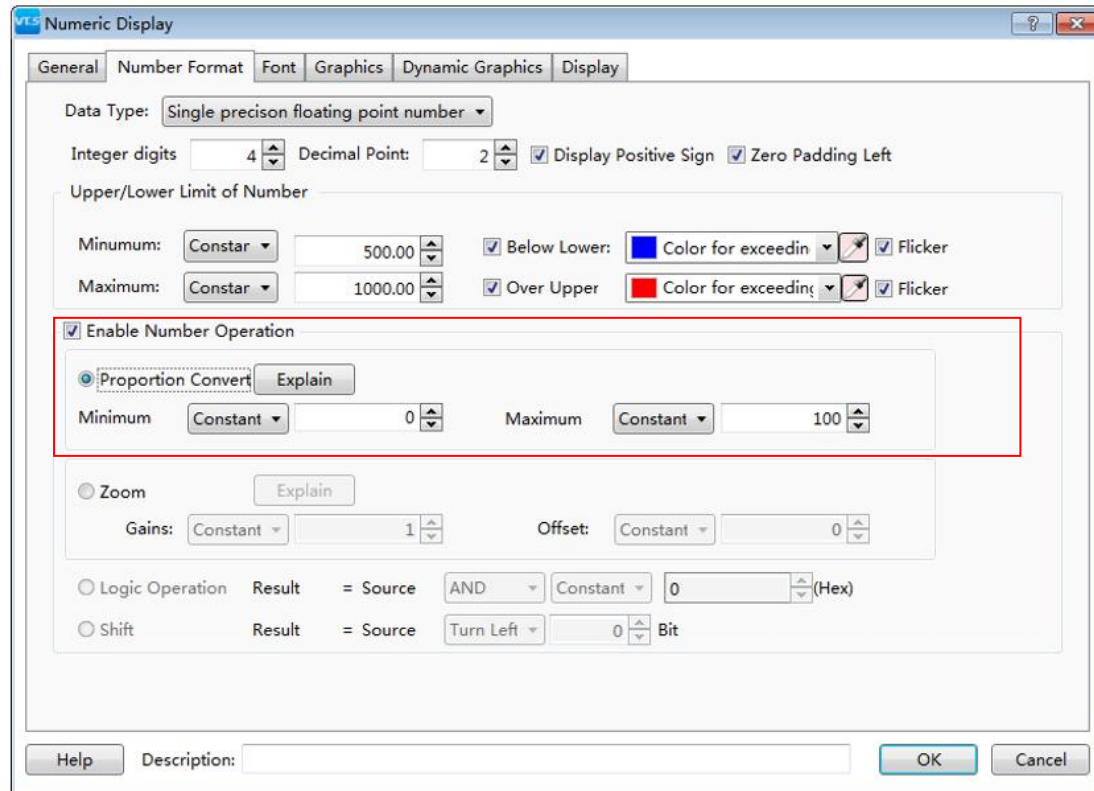 VTS Numeric Display
General Number Format Font Graphics Dynamic Graphics Display
Data Type: Single precison floating point number
Integer digits 4 Decimal Point: 2 Display Positive Sign Zero Padding Left
Upper/Lower Limit of Number
Minumum: Constar 500.00 Below Lower: Color for exceedin Flicker
Maximum: Constar 1000.00 Over Upper Color for exceeding Flicker
Enable Number Operation
Proportion Convert Explain
Minimum Constant 0 Maximum Constant 100
Zoom Explain
Gains: Constant 1 Offset: Constant 0
Logic Operation Result = Source AND Constant 0 (Hex)
Shift Result = Source Turn Left 0 Bit
Help Description: OK Cancel